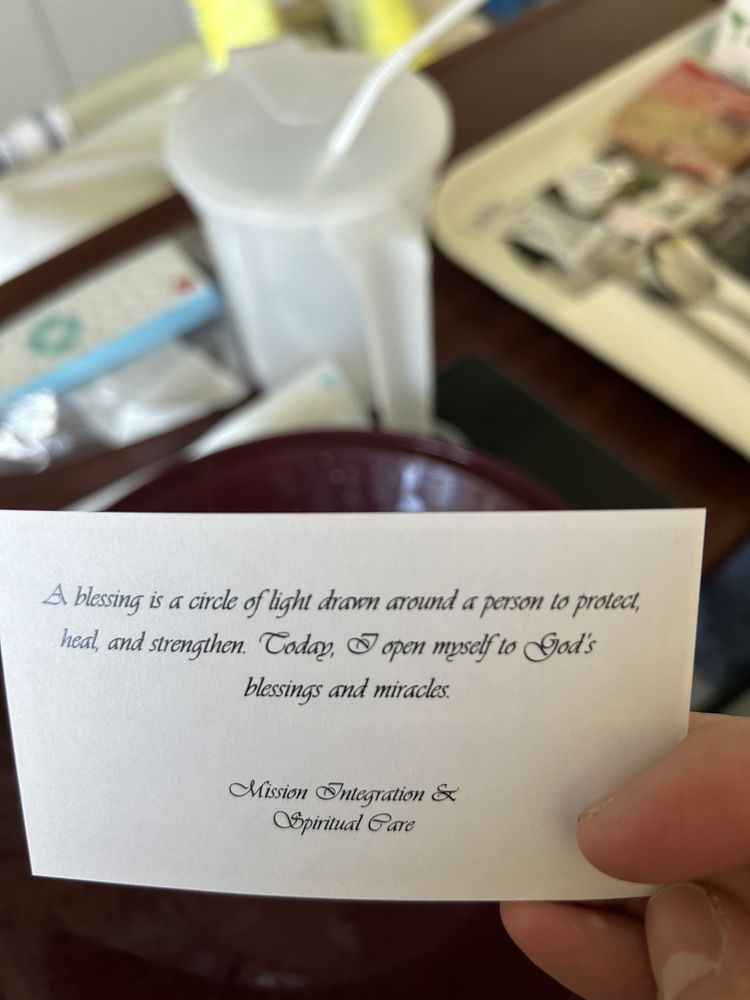 A blessing is a circle of light drawn around a person to protect,
heal, and strengthen. Today, I open myself to God's
blessings and miracles.
Mission Integration &
Spiritual Care